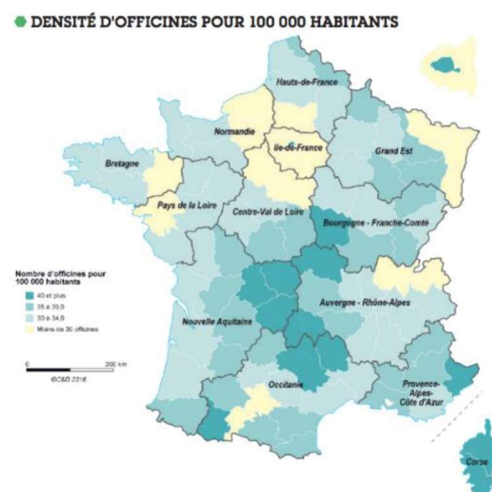 DENSITÉ D'OFFICINES POUR 100 000 HABITANTS
Hauts-de-France
Normandie
Ile-de-France
Grand Est
Bretagne
Pays de la Loire
Centre-Val de Loire
Bourgogne - Franche-Comté
Nombre d'officines pour
100 000 habitants
40 et plus
35 à 39,9
30 à 34,9
Moins de 30 officines
Auvergne - Rhône-Alpes
Nouvelle Aquitaine
0
200 km
©C&D 2016
Occitanie
Provence-
Alpes-
Côte d'Azur
Corse